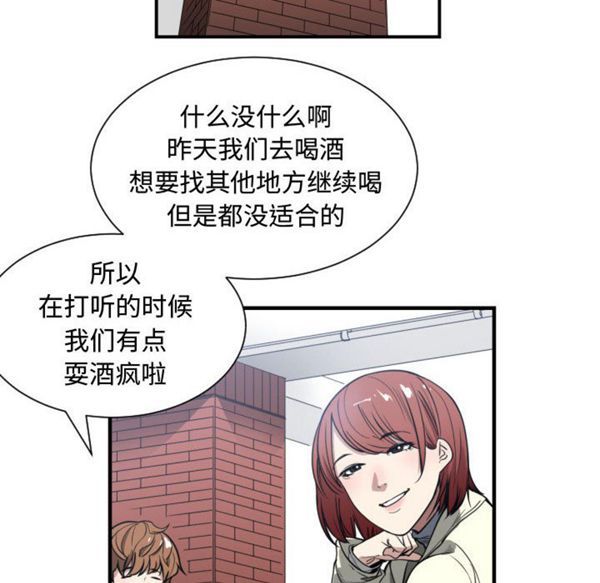 什么没什么啊
昨天我们去喝酒
想要找其他地方继续喝
但是都没适合的
所以
在打听的时候
我们有点
耍酒疯啦